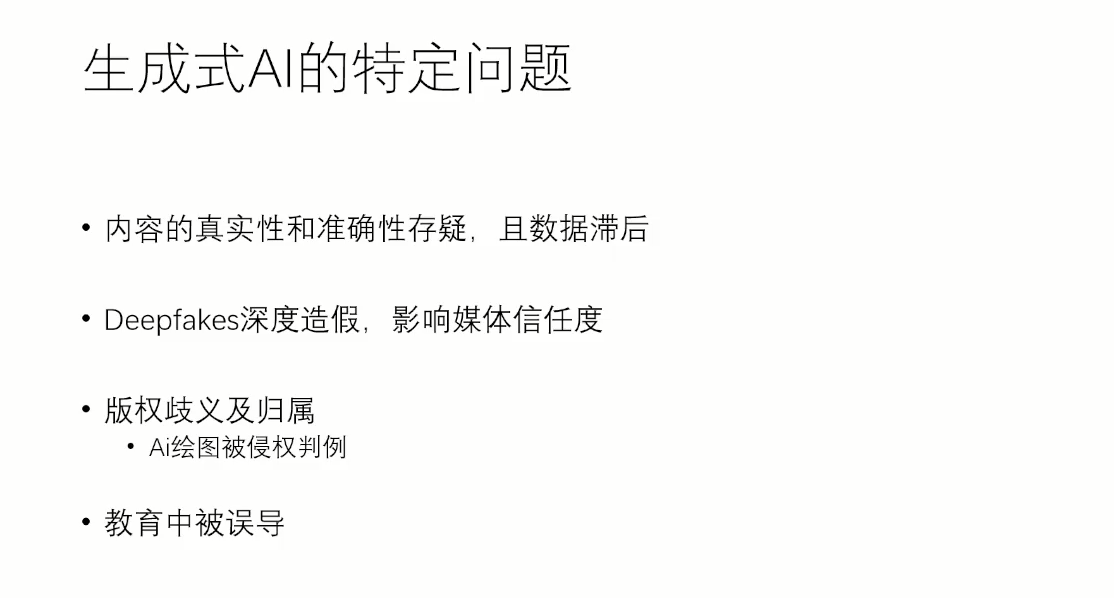 生成式AI的特定问题
• 内容的真实性和准确性存疑，且数据滞后
• Deepfakes深度造假，影响媒体信任度
• 版权歧义及归属
• Ai绘图被侵权判例
• 教育中被误导